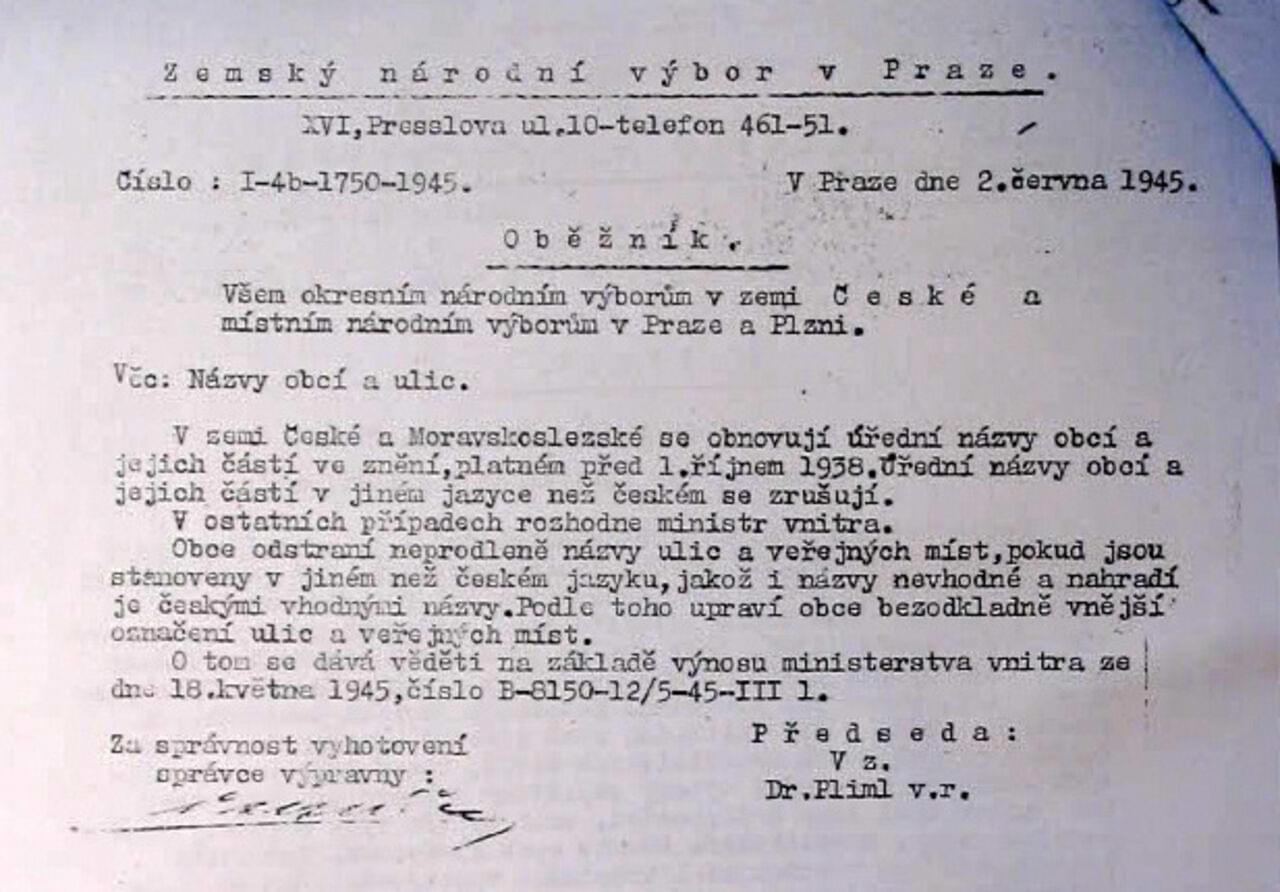 Zemský národní výbor v Praze.
XVI,Presslova ul.10-telefon 461-51.
Číslo : I-4b-1750-1945. V Praze dne 2.června 1945.
Oběžník.
Všem okresním národním výborům v zemi České a
místním národním výborům v Praze a Plzni.
Věc: Názvy obcí a ulic.
V zemi České a Moravskoslezské se obnovují úřední názvy obcí a
jejich částí ve znění,platném před 1.říjnem 1938.Úřední názvy obcí a
jejich částí v jiném jazyce než českém se zrušují.
V ostatních případech rozhodne ministr vnitra.
Obce odstraní neprodleně názvy ulic a veřejných míst,pokud jsou
stanoveny v jiném než českém jazyku,jakož i názvy nevhodné a nahradí
je českými vhodnými názvy.Podle toho upraví obce bezodkladně vnější
označení ulic a veřejných míst.
O tom se dává věděti na základě výnosu ministerstva vnitra ze
dne 18.května 1945,číslo B-8150-12/5-45-III 1.
Za správnost vyhotovení
správce výpravny :
Předseda:
V z.
Dr.Pliml v.r.